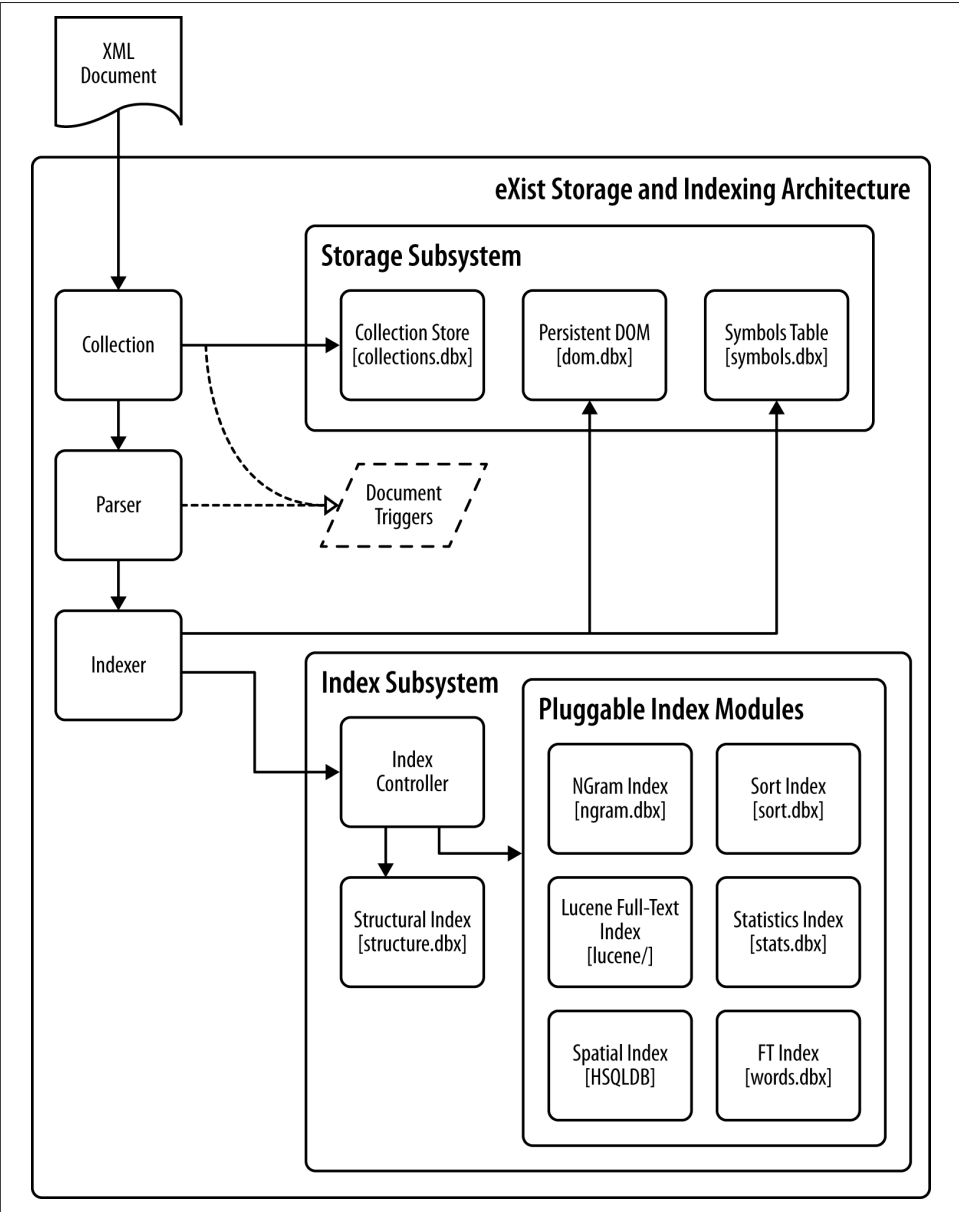 XML
Document
eXist Storage and Indexing Architecture
Storage Subsystem
Collection
Collection Store
[collections.dbx]
Persistent DOM
[dom.dbx]
Symbols Table
[symbols.dbx]
Parser
Document
Triggers
Indexer
Index Subsystem
Pluggable Index Modules
Index
Controller
NGram Index
[ngram.dbx]
Sort Index
[sort.dbx]
Structural Index
[structure.dbx]
Lucene Full-Text
Index
[lucene/]
Statistics Index
[stats.dbx]
Spatial Index
[HSQLDB]
FT Index
[words.dbx]